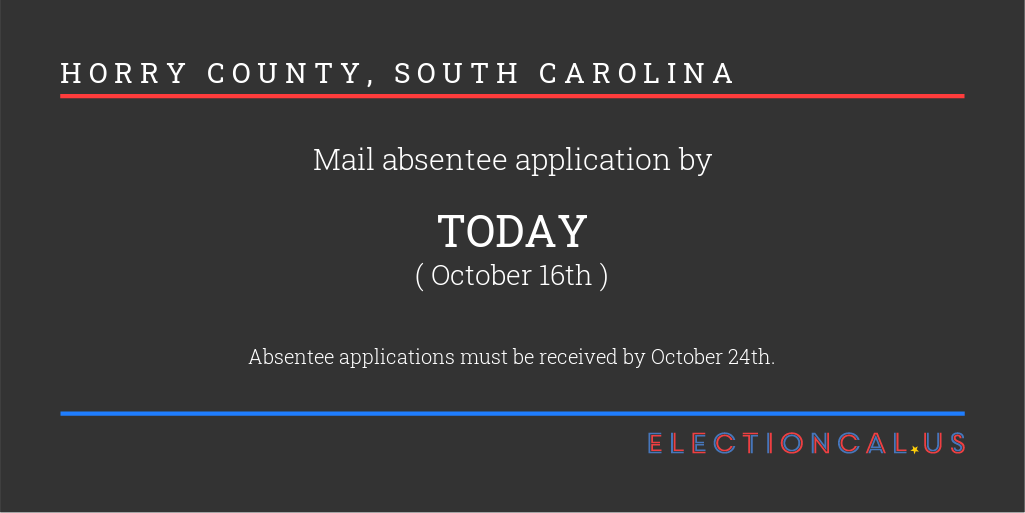 HORRY COUNTY, SOUTH CAROLINA
Mail absentee application by
TODAY
( October 16th )
Absentee applications must be received by October 24th.
ELECTIONCAL.US